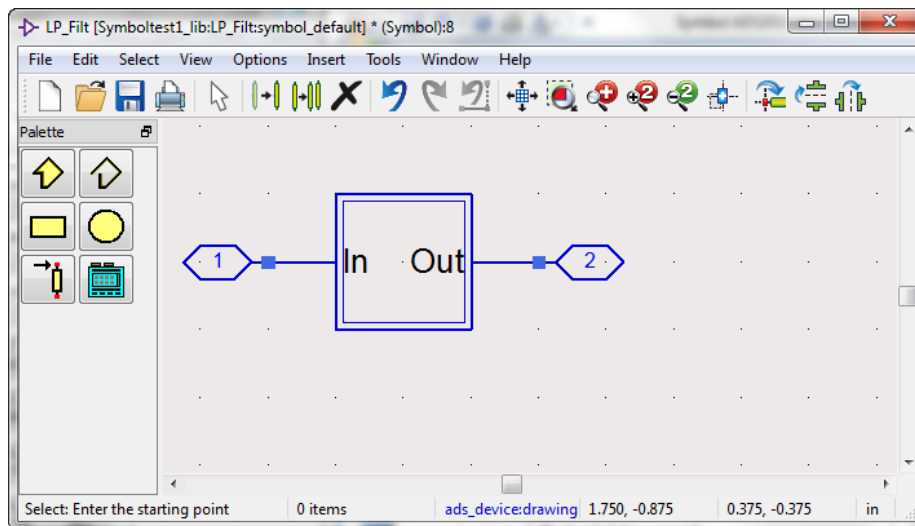 LP_Filt [Symboltest1_lib:LP_Filt:symbol_default] * (Symbol):8
File Edit Select View Options Insert Tools Window Help
Palette
1 In Out 2
Select: Enter the starting point 0 items ads_device:drawing 1.750, -0.875 0.375, -0.375 in